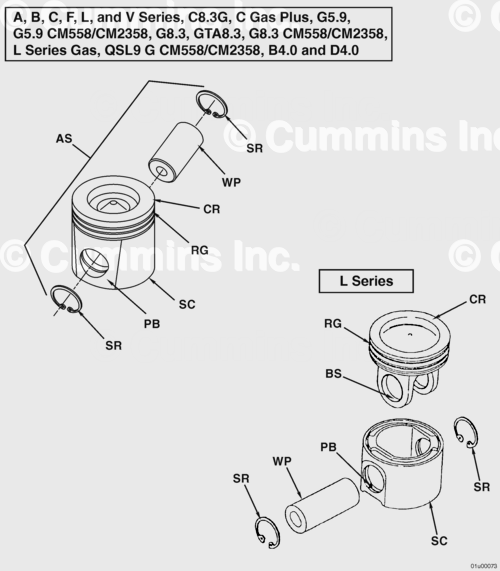 A, B, C, F, L, and V Series, C8.3G, C Gas Plus, G5.9,
G5.9 CM558/CM2358, G8.3, GTA8.3, G8.3 CM558/CM2358,
L Series Gas, QSL9 G CM558/CM2358, B4.0 and D4.0
© Cummins Inc.
AS
SR
WP
CR
RG
SC
PB
SR
Inc.
©
L Series
CR
RG
BS
© Cummins Inc.
PB
WP
SR
SR
SC
01u00073